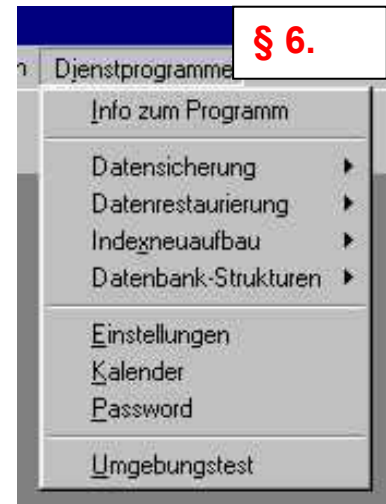 § 6.
n Dienstprogramme
Info zum Programm
Datensicherung
Datenrestaurierung
Indexneuaufbau
Datenbank-Strukturen
Einstellungen
Kalender
Password
Umgebungstest